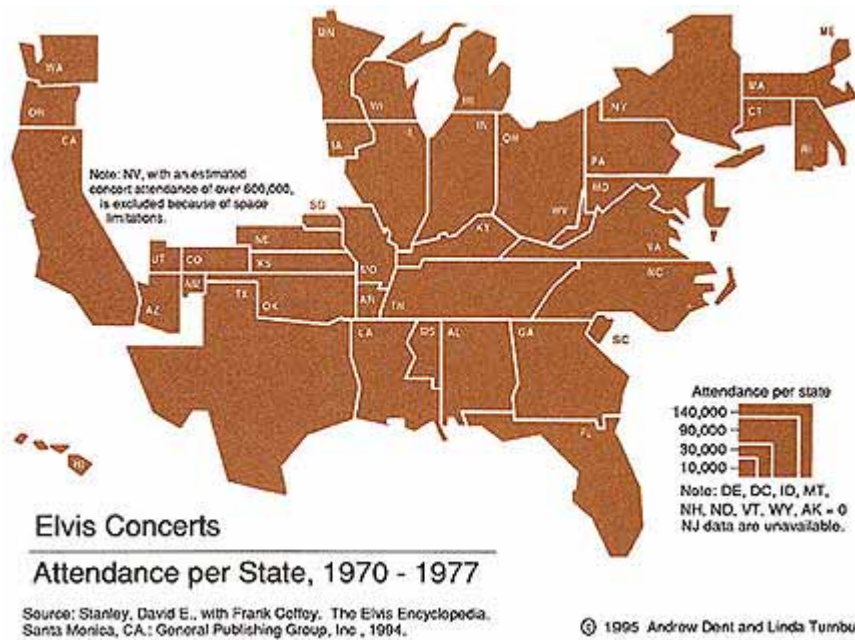 MN
ME
WA
WI
MI
NY
MA
OR
CT
CA
IL
IN
OH
IA
PA
RI
Note: NV, with an estimated
concert attendance of over 600,000,
is excluded because of space
limitations.
MD
SD
WV
KY
NE
VA
UT
CO
KS
MO
NC
NM
AZ
TX
OK
AR
TN
LA
MS
AL
GA
SC
FL
HI
Attendance per state
140,000
90,000
30,000
10,000
Note: DE, DC, ID, MT,
NH, ND, VT, WY, AK = 0
NJ data are unavailable.
Elvis Concerts
Attendance per State, 1970 - 1977
Source: Stanley, David E., with Frank Coffey. The Elvis Encyclopedia.
Santa Monica, CA.: General Publishing Group, Inc., 1994.
© 1995 Andrew Dent and Linda Turnbu